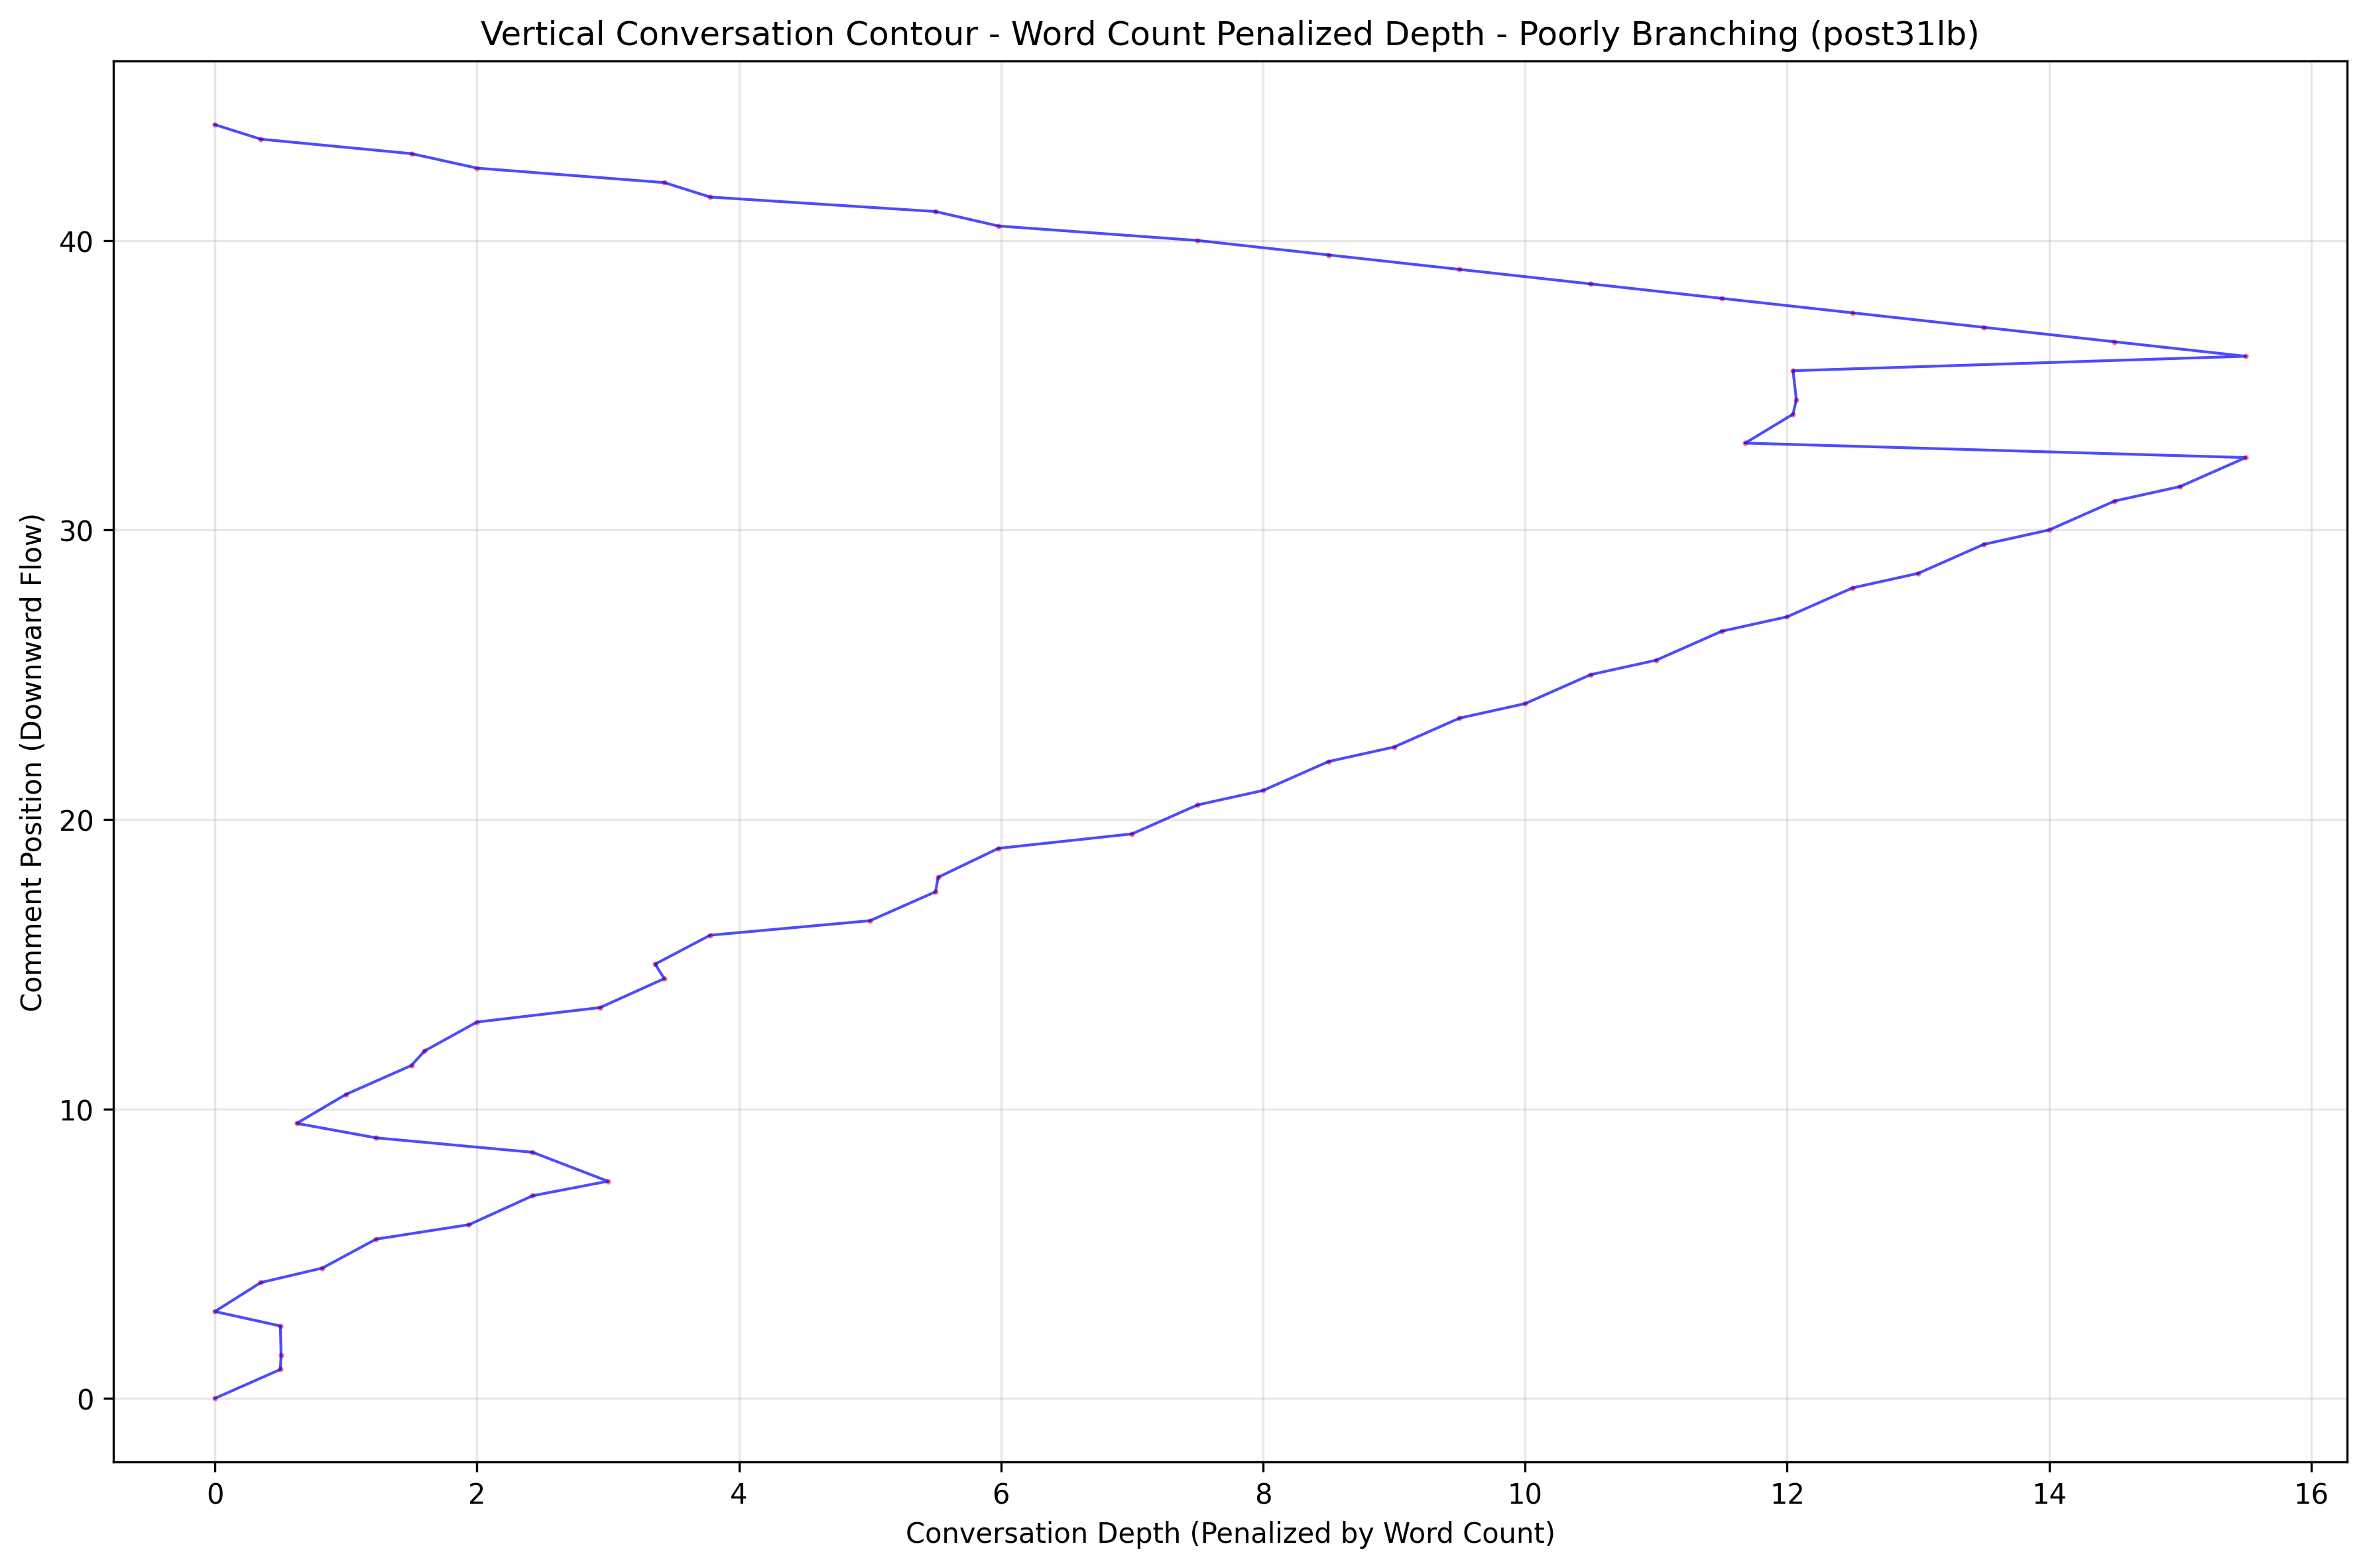 Vertical Conversation Contour - Word Count Penalized Depth - Poorly Branching (post31lb)
Comment Position (Downward Flow)
40
30
20
10
0
0 2 4 6 8 10 12 14 16
Conversation Depth (Penalized by Word Count)